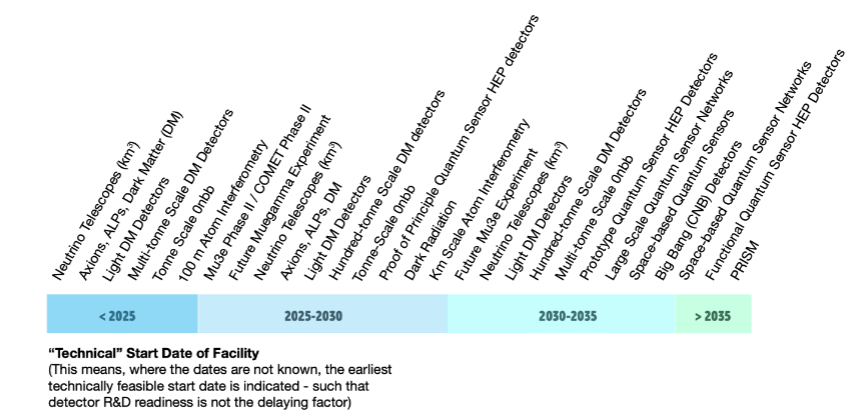 Neutrino Telescopes (km³)
Axions, ALPs, Dark Matter (DM)
Light DM Detectors
Multi-tonne Scale DM Detectors
Tonne Scale 0nbb
100 m Atom Interferometry
Mu3e Phase II / COMET Phase II
Future Muegamma Experiment
Neutrino Telescopes (km³)
Axions, ALPs, DM
Light DM Detectors
Hundred-tonne Scale DM detectors
Tonne-Scale 0nbb
Proof of Principle Quantum Sensor HEP detectors
Dark Radiation
Km Scale Atom Interferometry
Future Mu3e Experiment
Neutrino Telescopes (km³)
Light DM Detectors
Hundred-tonne Scale DM Detectors
Multi-tonne Scale 0nbb
Prototype Quantum Sensor HEP Detectors
Large Scale Quantum Sensor Networks
Space-based Quantum Sensors
Big Bang (CNB) Detectors
Space-based Quantum Sensor Networks
Functional Quantum Sensor HEP Detectors
PRISM
< 2025
2025-2030
2030-2035
> 2035
“Technical” Start Date of Facility
(This means, where the dates are not known, the earliest
technically feasible start date is indicated - such that
detector R&D readiness is not the delaying factor)